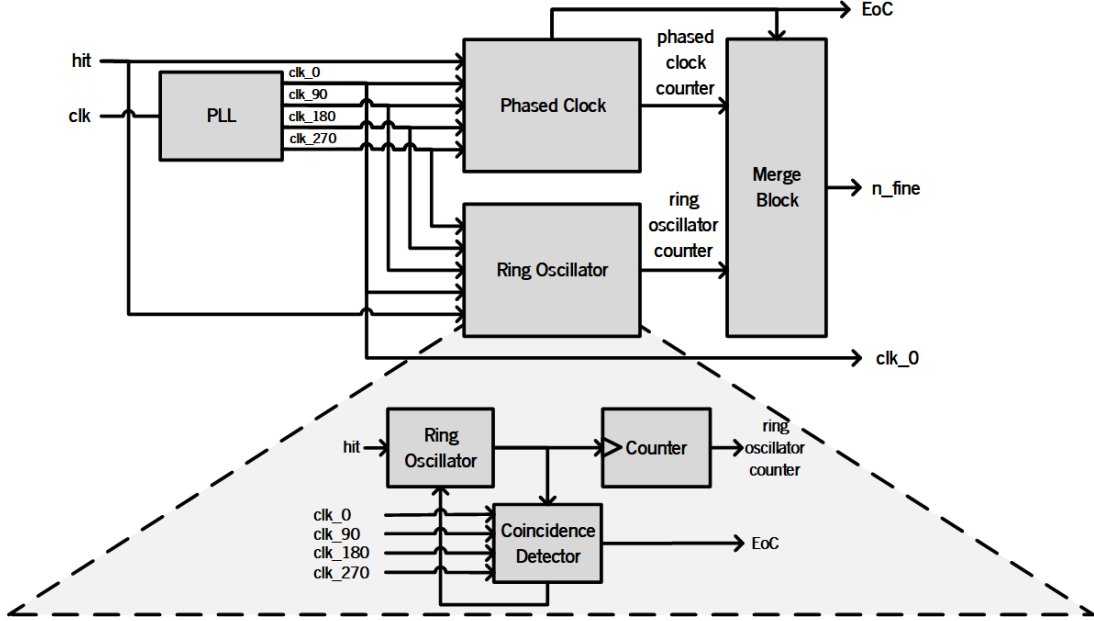 EoC
hit
clk
PLL
clk_0
clk_90
clk_180
clk_270
Phased Clock
phased
clock
counter
Merge
Block
n_fine
Ring Oscillator
ring
oscillator
counter
clk_0
hit
Ring
Oscillator
Counter
ring
oscillator
counter
clk_0
clk_90
clk_180
clk_270
Coincidence
Detector
EoC